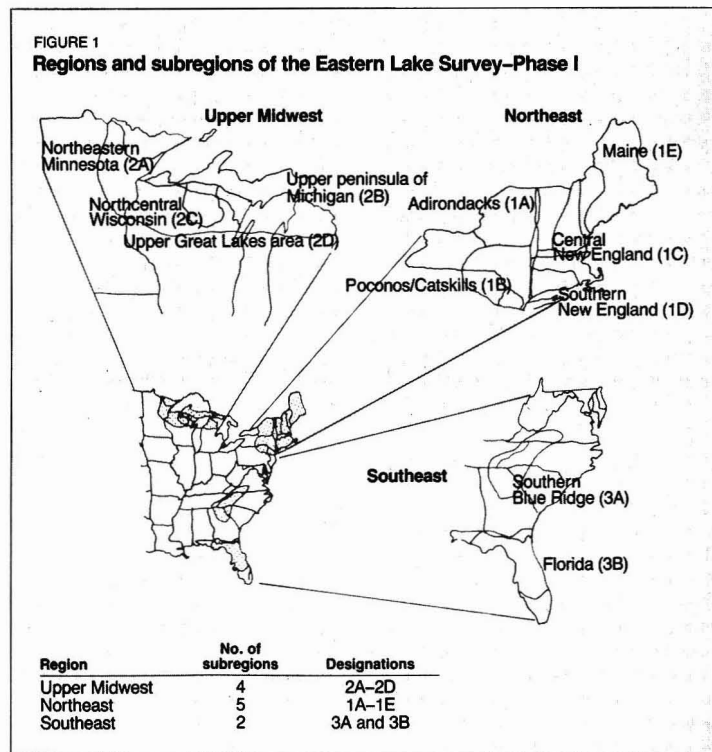 FIGURE 1
Regions and subregions of the Eastern Lake Survey–Phase I
Upper Midwest
Northeastern
Minnesota (2A)
Northcentral
Wisconsin (2C)
Upper peninsula of
Michigan (2B)
Upper Great Lakes area (2D)
Northeast
Maine (1E)
Adirondacks (1A)
Central
New England (1C)
Poconos/Catskills (1B)
Southern
New England (1D)
Southeast
Southern
Blue Ridge (3A)
Florida (3B)
Region No. of subregions Designations
Upper Midwest 4 2A–2D
Northeast 5 1A–1E
Southeast 2 3A and 3B